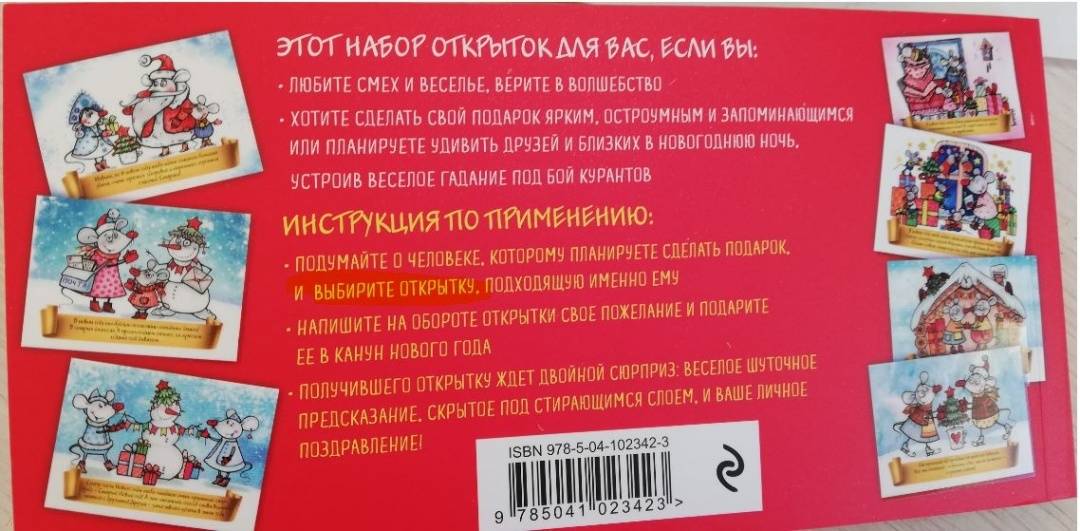 ЭТОТ НАБОР ОТКРЫТОК ДЛЯ ВАС, ЕСЛИ ВЫ:
• ЛЮБИТЕ СМЕХ И ВЕСЕЛЬЕ, ВЕРИТЕ В ВОЛШЕБСТВО
• ХОТИТЕ СДЕЛАТЬ СВОЙ ПОДАРОК ЯРКИМ, ОСТРОУМНЫМ И ЗАПОМИНАЮЩИМСЯ
ИЛИ ПЛАНИРУЕТЕ УДИВИТЬ ДРУЗЕЙ И БЛИЗКИХ В НОВОГОДНЮЮ НОЧЬ,
УСТРОИВ ВЕСЕЛОЕ ГАДАНИЕ ПОД БОЙ КУРАНТОВ
ИНСТРУКЦИЯ ПО ПРИМЕНЕНИЮ:
• ПОДУМАЙТЕ О ЧЕЛОВЕКЕ, КОТОРОМУ ПЛАНИРУЕТЕ СДЕЛАТЬ ПОДАРОК,
И ВЫБИРИТЕ ОТКРЫТКУ, ПОДХОДЯЩУЮ ИМЕННО ЕМУ
• НАПИШИТЕ НА ОБОРОТЕ ОТКРЫТКИ СВОЕ ПОЖЕЛАНИЕ И ПОДАРИТЕ
ЕЕ В КАНУН НОВОГО ГОДА
• ПОЛУЧИВШЕГО ОТКРЫТКУ ЖДЕТ ДВОЙНОЙ СЮРПРИЗ: ВЕСЕЛОЕ ШУТОЧНОЕ
ПРЕДСКАЗАНИЕ, СКРЫТОЕ ПОД СТИРАЮЩИМСЯ СЛОЕМ, И ВАШЕ ЛИЧНОЕ
ПОЗДРАВЛЕНИЕ!
ПОЧТА
ISBN 978-5-04-102342-3
9 785041 023423 >